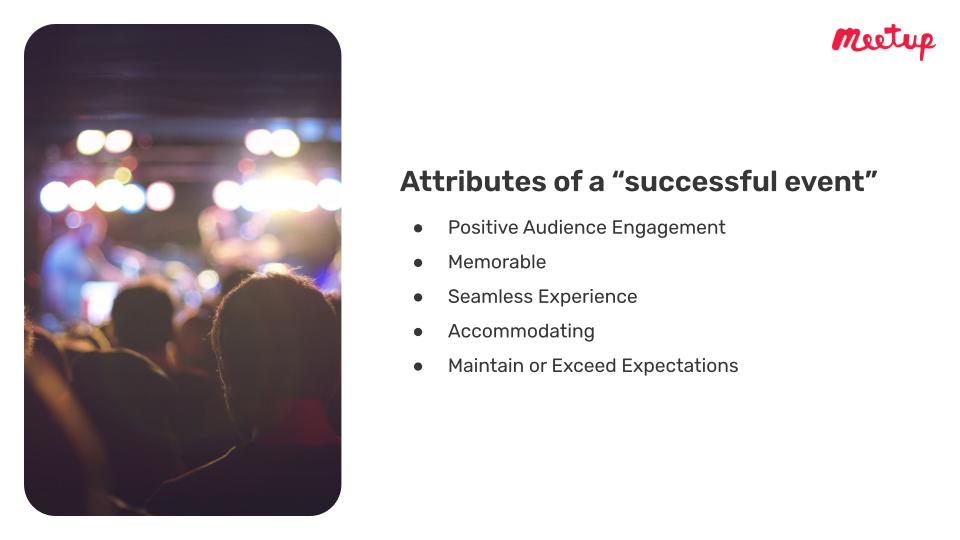 meetup
Attributes of a “successful event”
● Positive Audience Engagement
● Memorable
● Seamless Experience
● Accommodating
● Maintain or Exceed Expectations